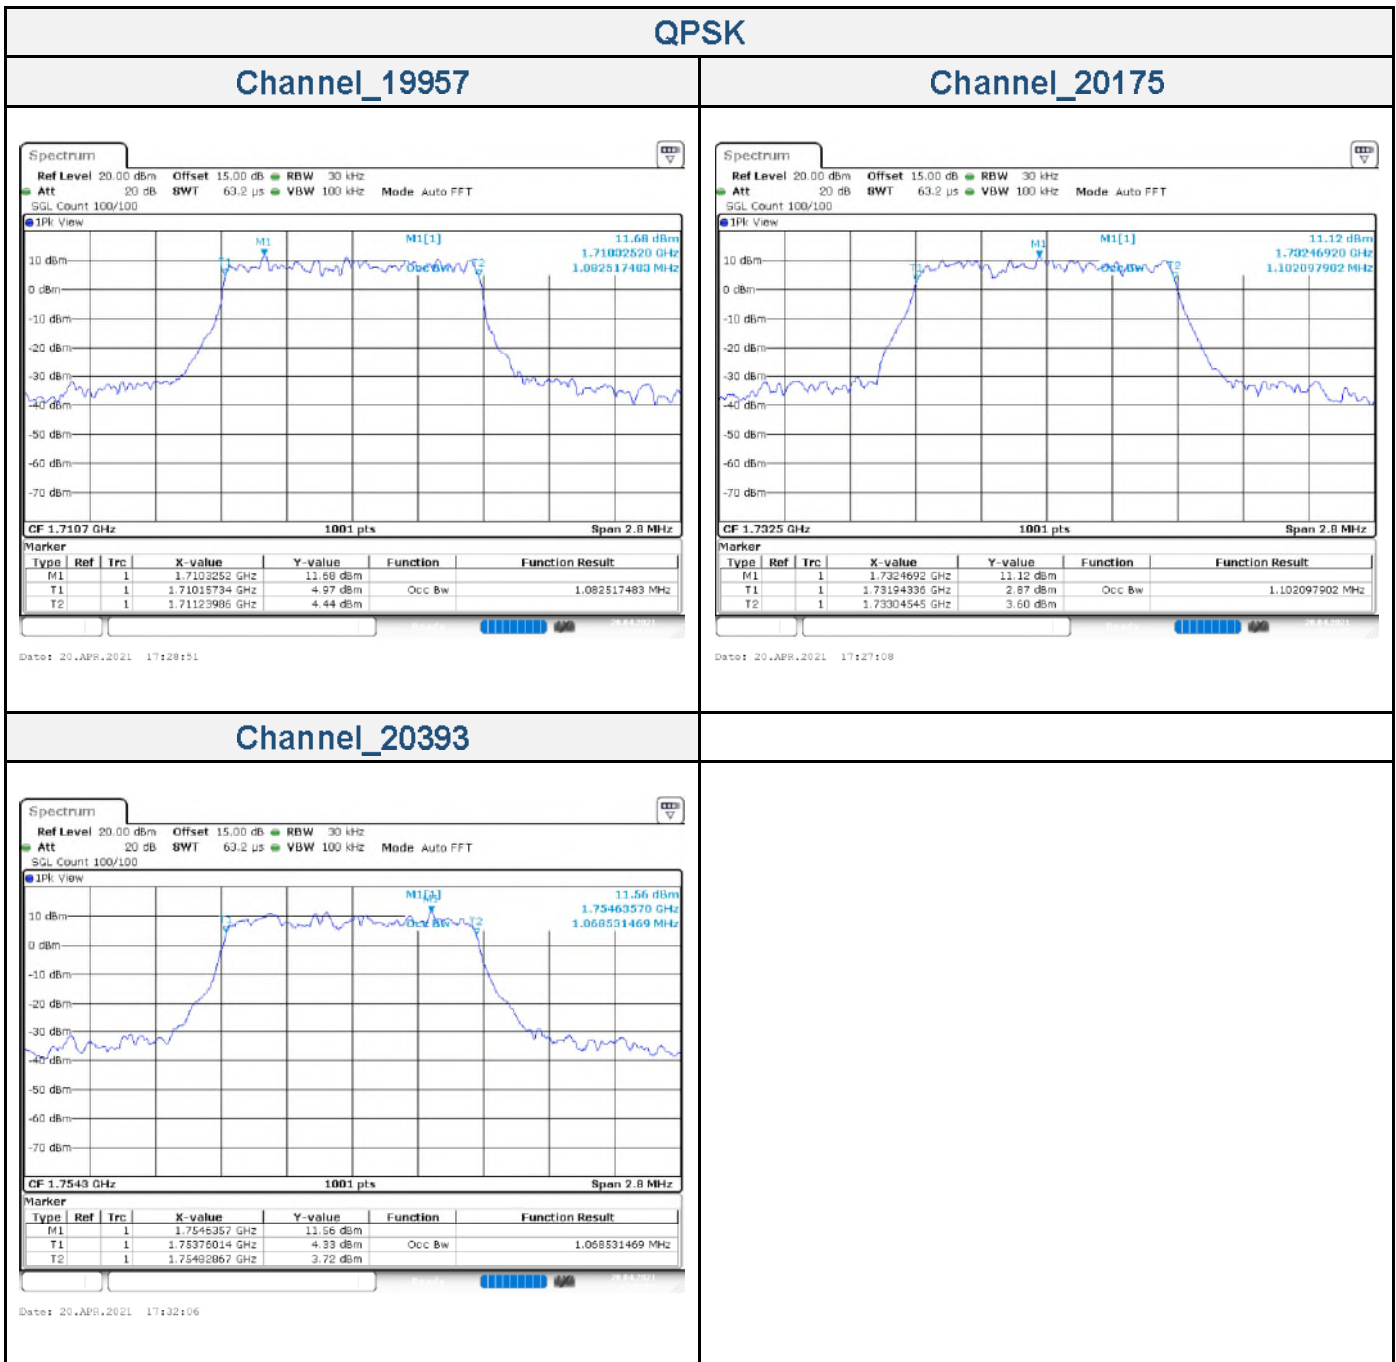 QPSK
Channel_19957
Spectrum
Ref Level 20.00 dBm Offset 15.00 dB RBW 30 kHz
Att 20 dB SWT 63.2 µs VBW 100 kHz Mode Auto FFT
SGL Count 100/100
1Pk View
M1[1] 11.68 dBm
1.71032520 GHz
Occ Bw 1.082517483 MHz
M1
T1
T2
10 dBm
0 dBm
-10 dBm
-20 dBm
-30 dBm
-40 dBm
-50 dBm
-60 dBm
-70 dBm
CF 1.7107 GHz 1001 pts Span 2.8 MHz
Marker
Type Ref Trc X-value Y-value Function Function Result
M1 1 1.7103252 GHz 11.68 dBm
T1 1 1.71015734 GHz 4.97 dBm Occ Bw 1.082517483 MHz
T2 1 1.71123986 GHz 4.44 dBm
Date: 20.APR.2021 17:28:51
Channel_20175
Spectrum
Ref Level 20.00 dBm Offset 15.00 dB RBW 30 kHz
Att 20 dB SWT 63.2 µs VBW 100 kHz Mode Auto FFT
SGL Count 100/100
1Pk View
M1[1] 11.12 dBm
1.73246920 GHz
Occ Bw 1.102097902 MHz
M1
T1
T2
10 dBm
0 dBm
-10 dBm
-20 dBm
-30 dBm
-40 dBm
-50 dBm
-60 dBm
-70 dBm
CF 1.7325 GHz 1001 pts Span 2.8 MHz
Marker
Type Ref Trc X-value Y-value Function Function Result
M1 1 1.7324692 GHz 11.12 dBm
T1 1 1.73194336 GHz 2.87 dBm Occ Bw 1.102097902 MHz
T2 1 1.73304545 GHz 3.60 dBm
Date: 20.APR.2021 17:27:08
Channel_20393
Spectrum
Ref Level 20.00 dBm Offset 15.00 dB RBW 30 kHz
Att 20 dB SWT 63.2 µs VBW 100 kHz Mode Auto FFT
SGL Count 100/100
1Pk View
M1[1] 11.56 dBm
1.75463570 GHz
Occ Bw 1.068531469 MHz
M1
T1
T2
10 dBm
0 dBm
-10 dBm
-20 dBm
-30 dBm
-40 dBm
-50 dBm
-60 dBm
-70 dBm
CF 1.7543 GHz 1001 pts Span 2.8 MHz
Marker
Type Ref Trc X-value Y-value Function Function Result
M1 1 1.7546357 GHz 11.56 dBm
T1 1 1.75376014 GHz 4.33 dBm Occ Bw 1.068531469 MHz
T2 1 1.75482867 GHz 3.72 dBm
Date: 20.APR.2021 17:32:06